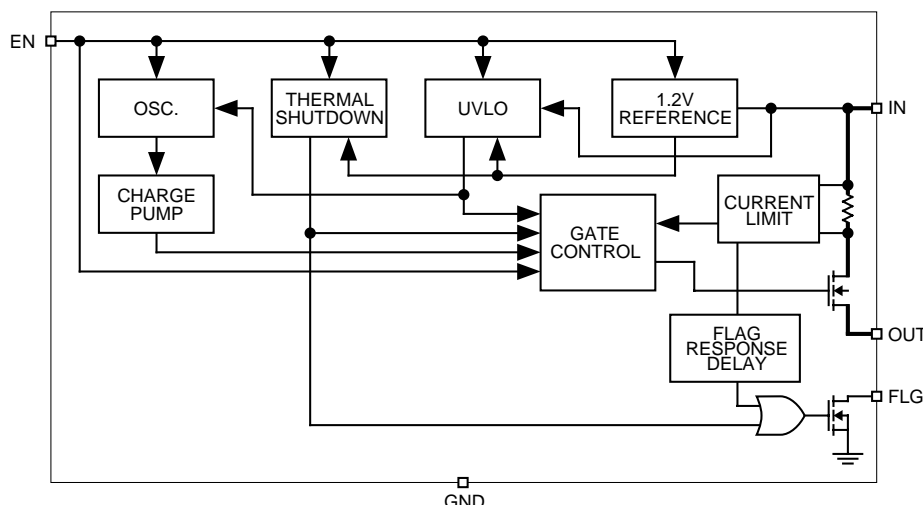 EN
OSC.
THERMAL
SHUTDOWN
UVLO
1.2V
REFERENCE
IN
CHARGE
PUMP
GATE
CONTROL
CURRENT
LIMIT
FLAG
RESPONSE
DELAY
OUT
FLG
GND